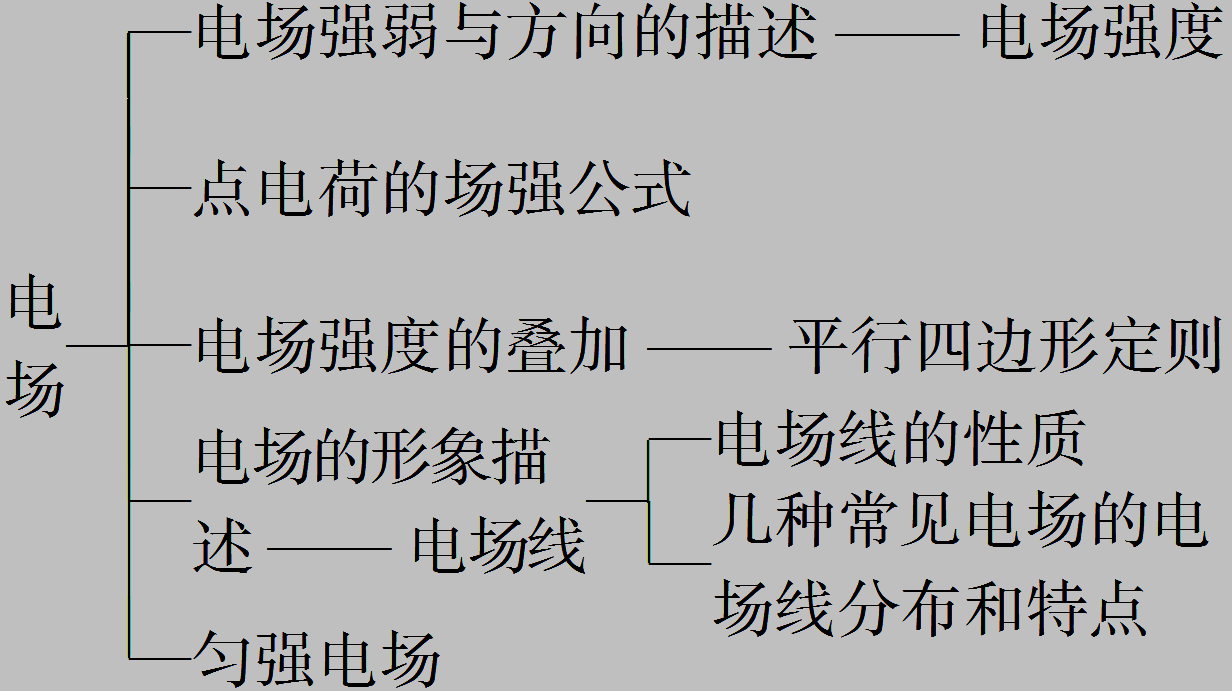 电场强弱与方向的描述 —— 电场强度
点电荷的场强公式
电
场
电场强度的叠加 —— 平行四边形定则
电场的形象描
述 —— 电场线
电场线的性质
几种常见电场的电
场线分布和特点
匀强电场